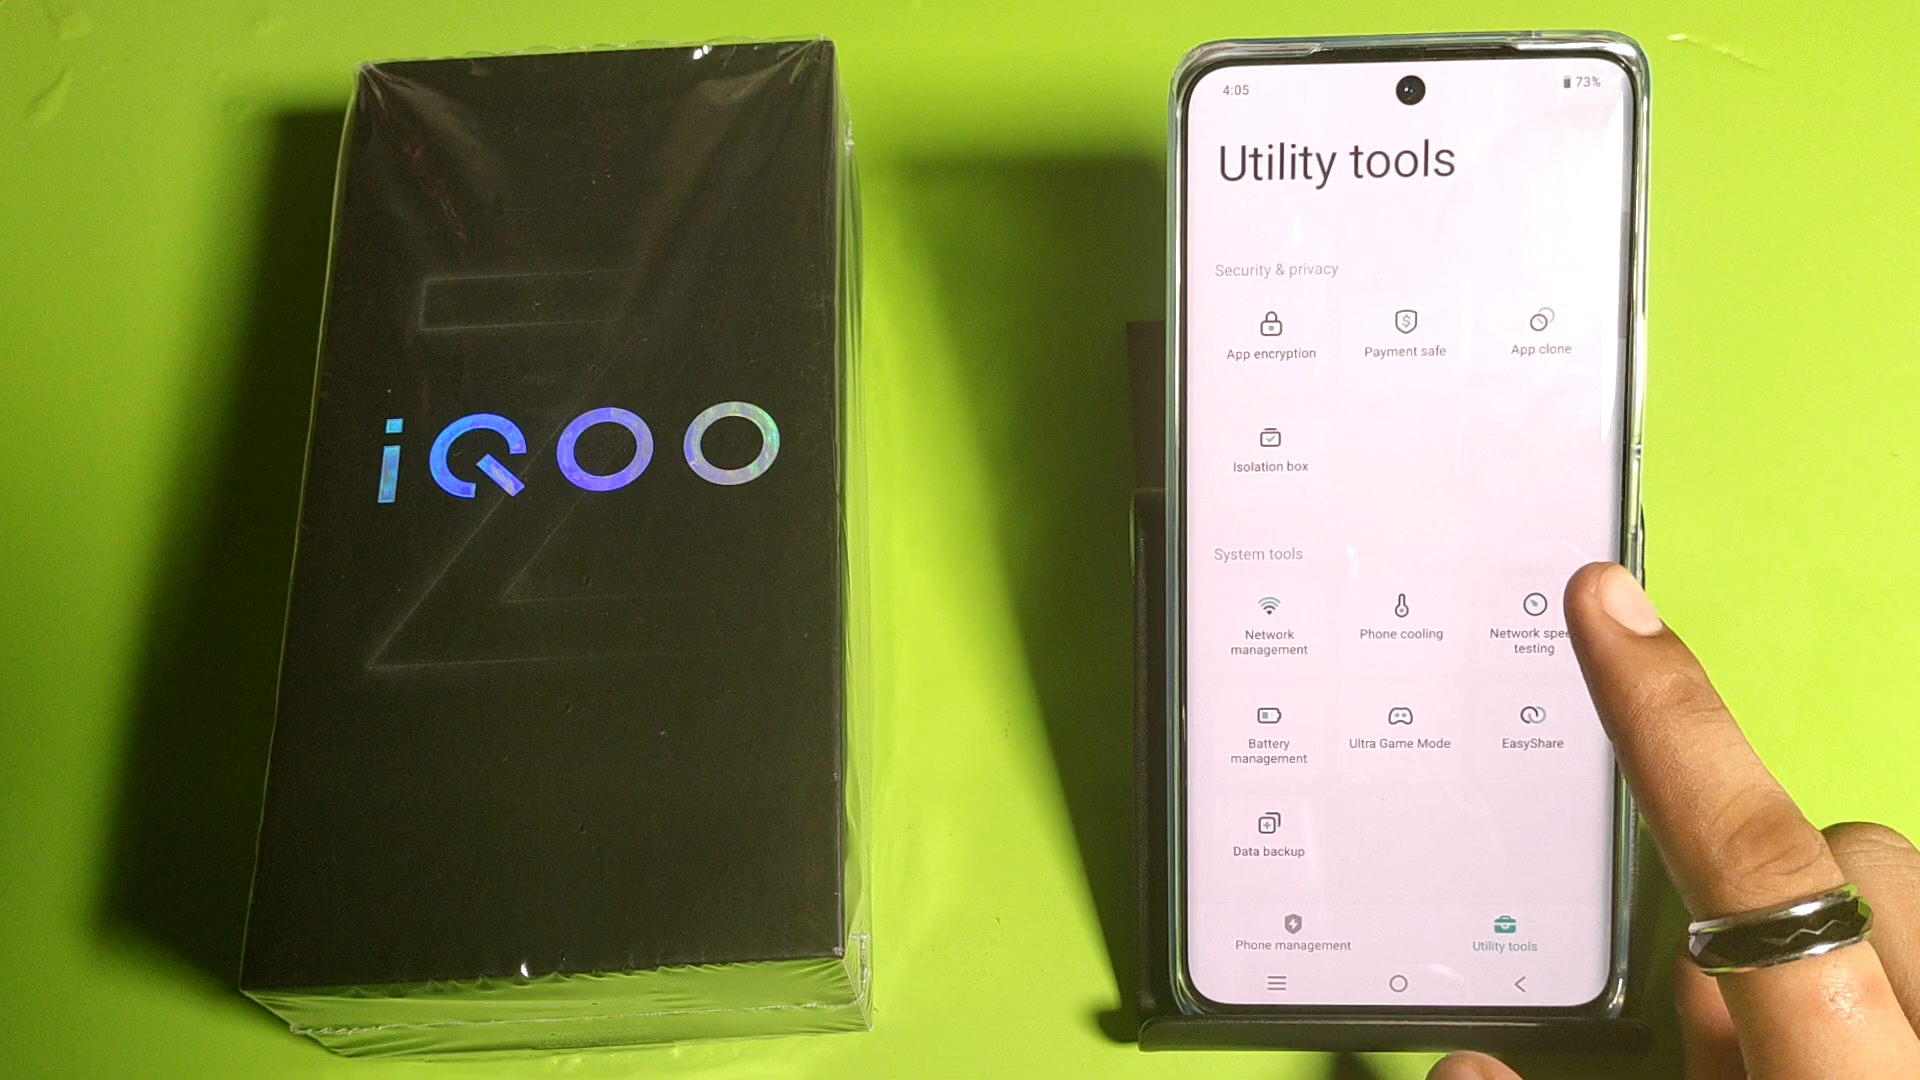 iQOO
4:05
73%
Utility tools
Security & privacy
App encryption
Payment safe
App clone
Isolation box
System tools
Network
management
Phone cooling
Network spee
testing
Battery
management
Ultra Game Mode
EasyShare
Data backup
Phone management
Utility tools